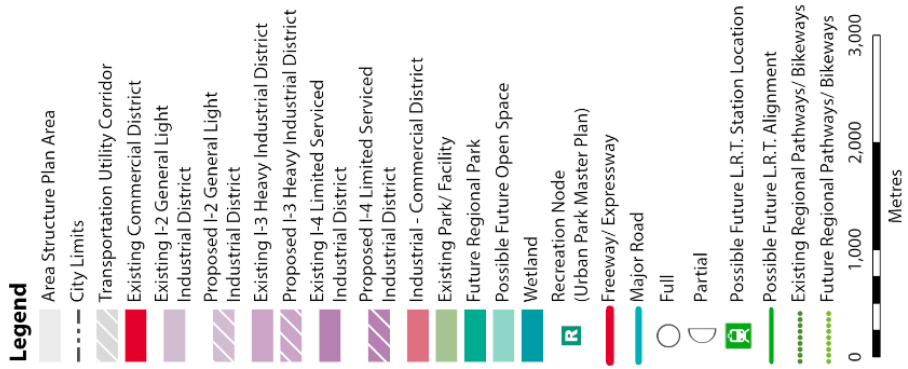 Legend
Area Structure Plan Area
City Limits
Transportation Utility Corridor
Existing Commercial District
Existing I-2 General Light
Industrial District
Proposed I-2 General Light
Industrial District
Existing I-3 Heavy Industrial District
Proposed I-3 Heavy Industrial District
Existing I-4 Limited Serviced
Industrial District
Proposed I-4 Limited Serviced
Industrial District
Industrial - Commercial District
Existing Park/ Facility
Future Regional Park
Possible Future Open Space
Wetland
R
Recreation Node
(Urban Park Master Plan)
Freeway/ Expressway
Major Road
Full
Partial
Possible Future L.R.T. Station Location
Possible Future L.R.T. Alignment
Existing Regional Pathways/ Bikeways
Future Regional Pathways/ Bikeways
0 1,000 2,000 3,000
Metres